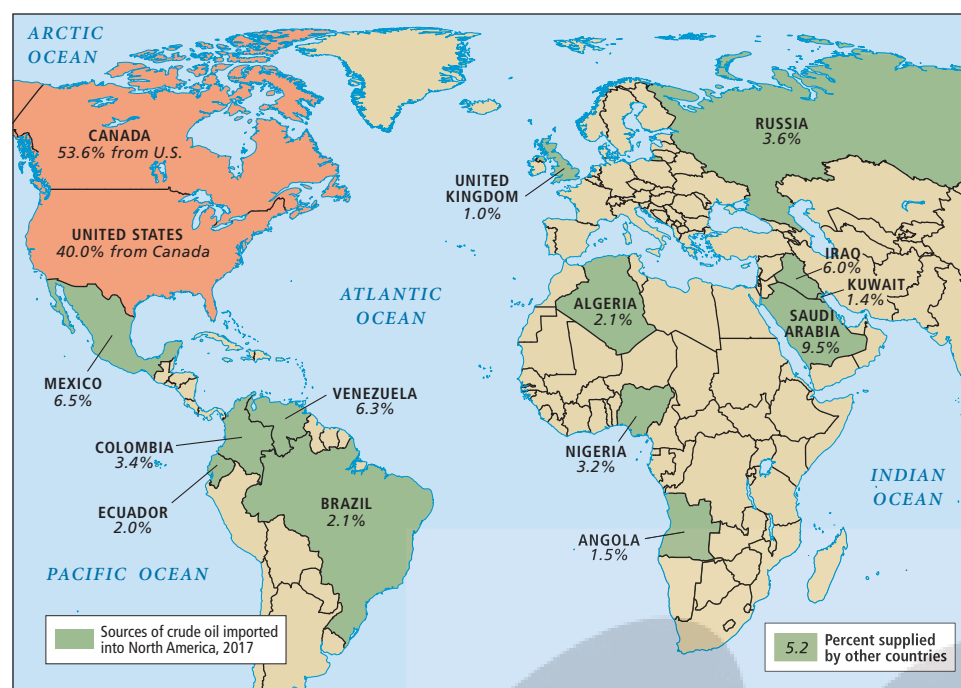 ARCTIC
OCEAN
CANADA
53.6% from U.S.
UNITED STATES
40.0% from Canada
RUSSIA
3.6%
UNITED
KINGDOM
1.0%
IRAQ
6.0%
KUWAIT
1.4%
SAUDI
ARABIA
9.5%
ALGERIA
2.1%
ATLANTIC
OCEAN
MEXICO
6.5%
VENEZUELA
6.3%
COLOMBIA
3.4%
ECUADOR
2.0%
BRAZIL
2.1%
NIGERIA
3.2%
ANGOLA
1.5%
INDIAN
OCEAN
PACIFIC OCEAN
Sources of crude oil imported
into North America, 2017
5.2
Percent supplied
by other countries